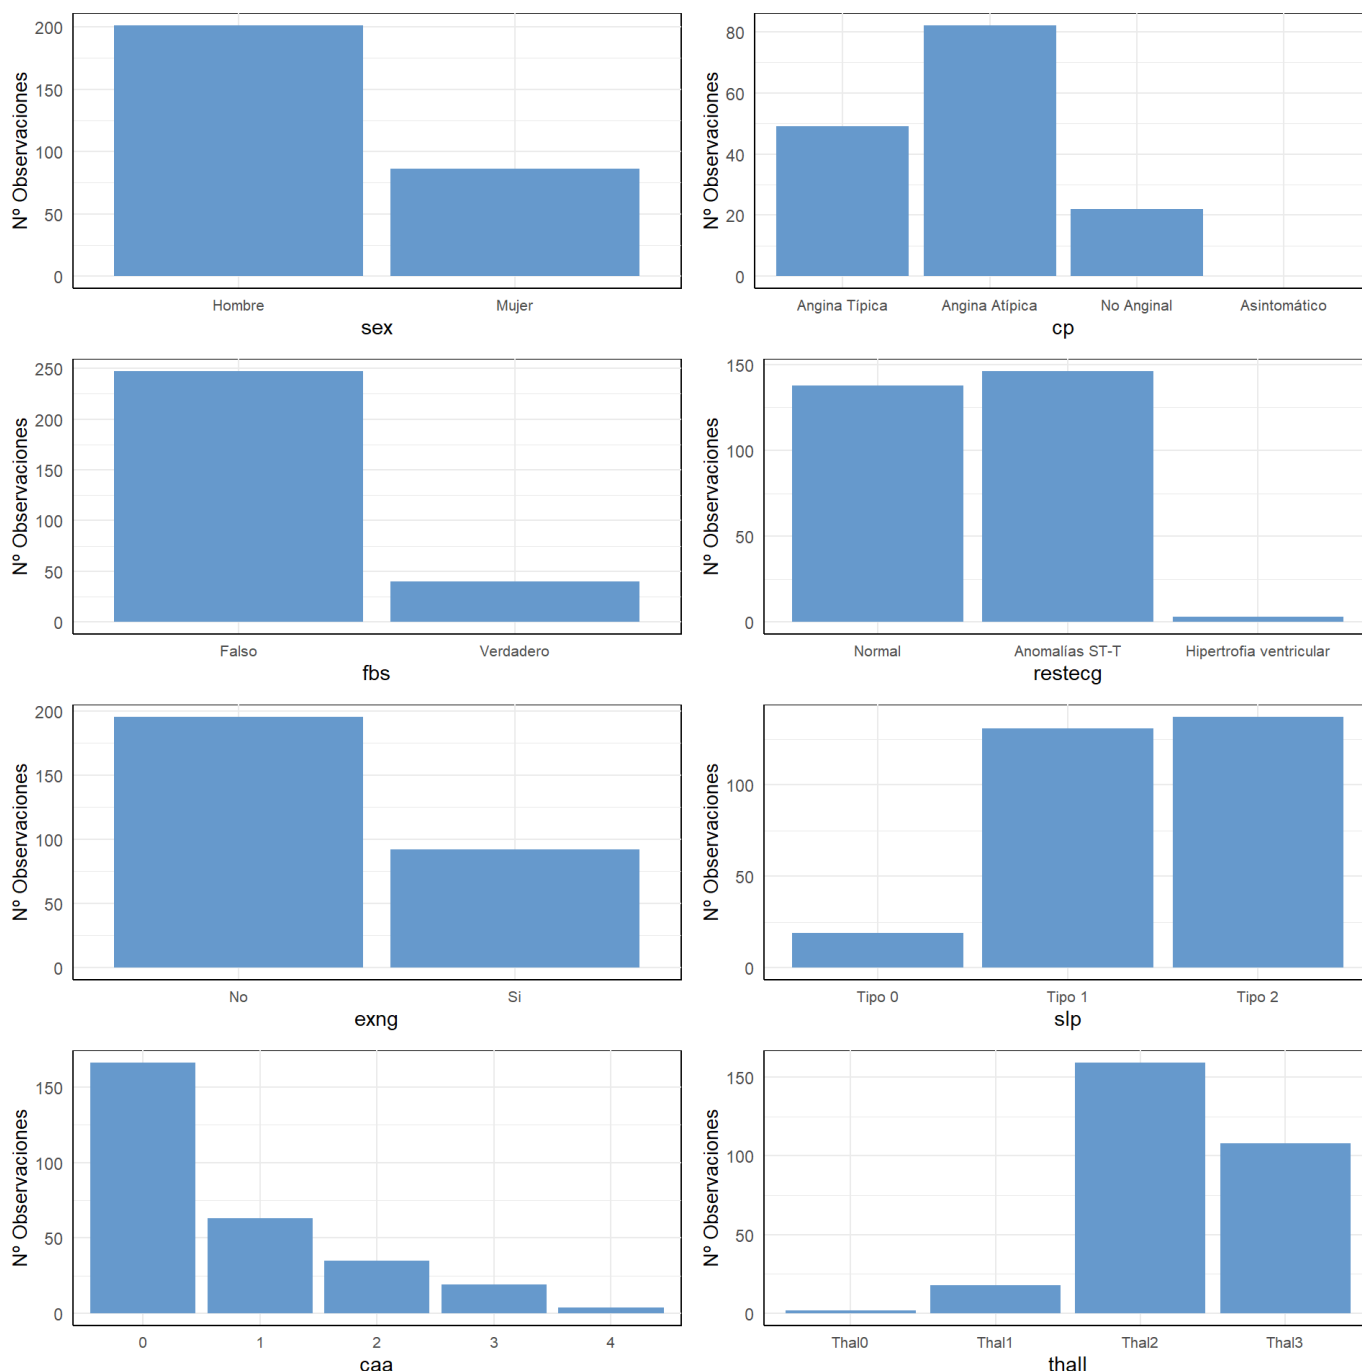 Nº Observaciones
200
150
100
50
0
Hombre Mujer
sex
Nº Observaciones
80
60
40
20
0
Angina Típica Angina Atípica No Anginal Asintomático
cp
Nº Observaciones
250
200
150
100
50
0
Falso Verdadero
fbs
Nº Observaciones
150
100
50
0
Normal Anomalías ST-T Hipertrofia ventricular
restecg
Nº Observaciones
200
150
100
50
0
No Si
exng
Nº Observaciones
100
50
0
Tipo 0 Tipo 1 Tipo 2
slp
Nº Observaciones
150
100
50
0
0 1 2 3 4
caa
Nº Observaciones
150
100
50
0
Thal0 Thal1 Thal2 Thal3
thall